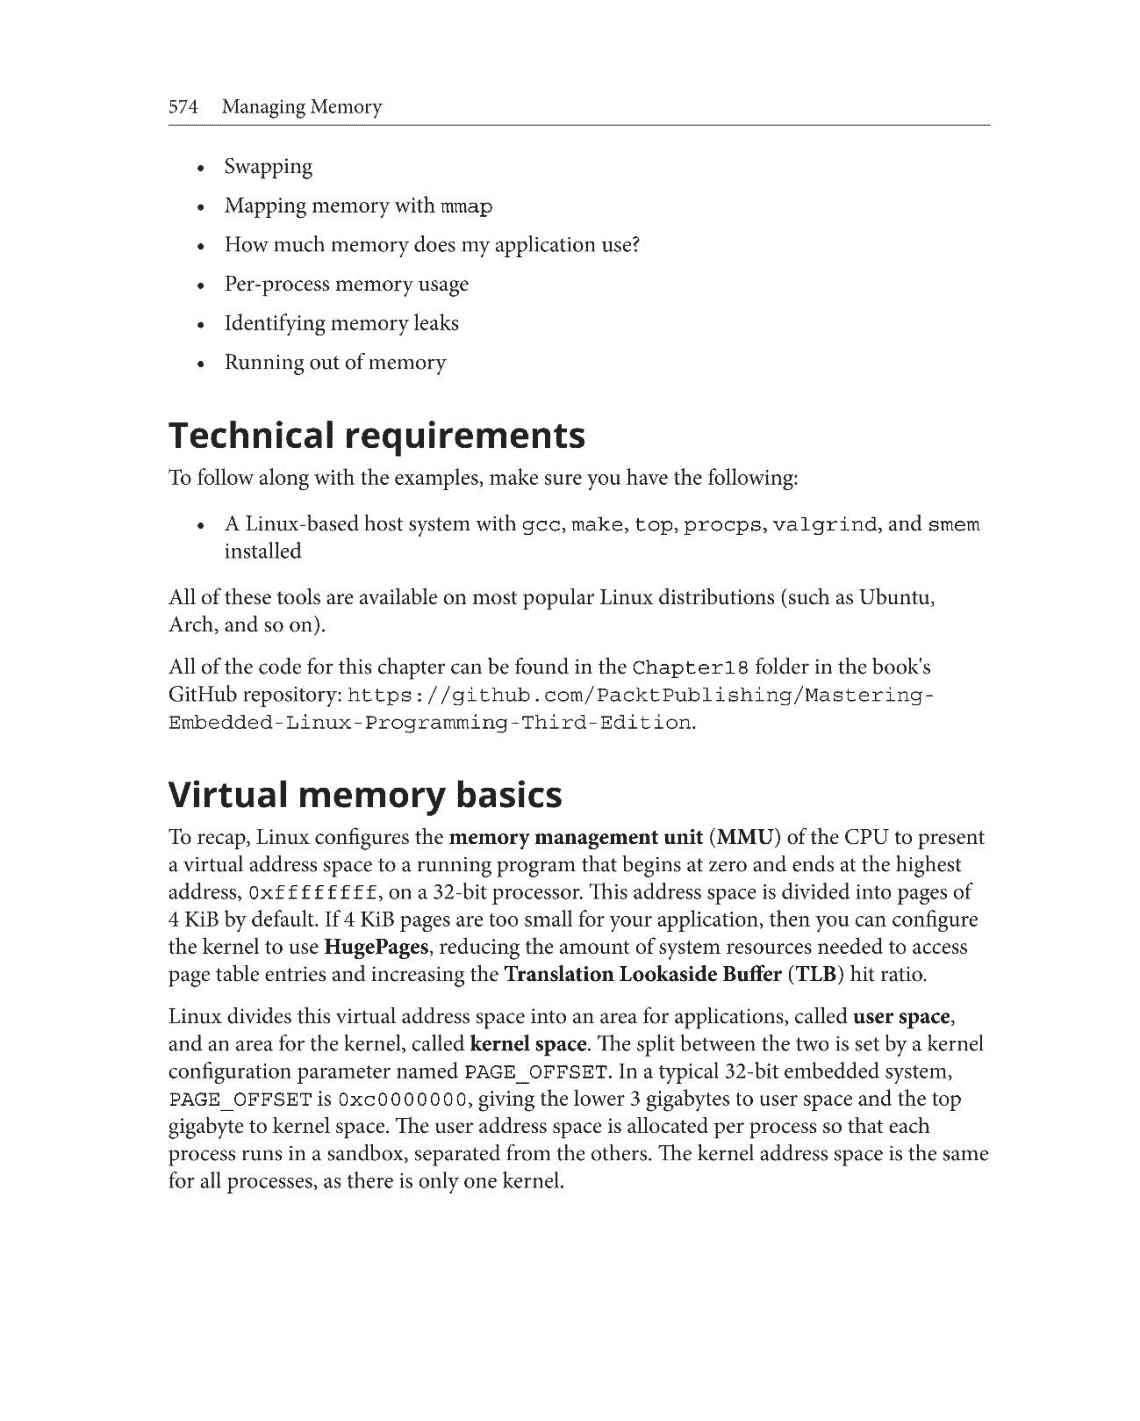 574 Managing Memory
• Swapping
• Mapping memory with mmap
• How much memory does my application use?
• Per-process memory usage
• Identifying memory leaks
• Running out of memory
Technical requirements
To follow along with the examples, make sure you have the following:
• A Linux-based host system with gcc, make, top, procps, valgrind, and smem
installed
All of these tools are available on most popular Linux distributions (such as Ubuntu,
Arch, and so on).
All of the code for this chapter can be found in the Chapter18 folder in the book's
GitHub repository: https://github.com/PacktPublishing/Mastering-
Embedded-Linux-Programming-Third-Edition.
Virtual memory basics
To recap, Linux configures the memory management unit (MMU) of the CPU to present
a virtual address space to a running program that begins at zero and ends at the highest
address, 0xffffffff, on a 32-bit processor. This address space is divided into pages of
4 KiB by default. If 4 KiB pages are too small for your application, then you can configure
the kernel to use HugePages, reducing the amount of system resources needed to access
page table entries and increasing the Translation Lookaside Buffer (TLB) hit ratio.
Linux divides this virtual address space into an area for applications, called user space,
and an area for the kernel, called kernel space. The split between the two is set by a kernel
configuration parameter named PAGE_OFFSET. In a typical 32-bit embedded system,
PAGE_OFFSET is 0xc0000000, giving the lower 3 gigabytes to user space and the top
gigabyte to kernel space. The user address space is allocated per process so that each
process runs in a sandbox, separated from the others. The kernel address space is the same
for all processes, as there is only one kernel.